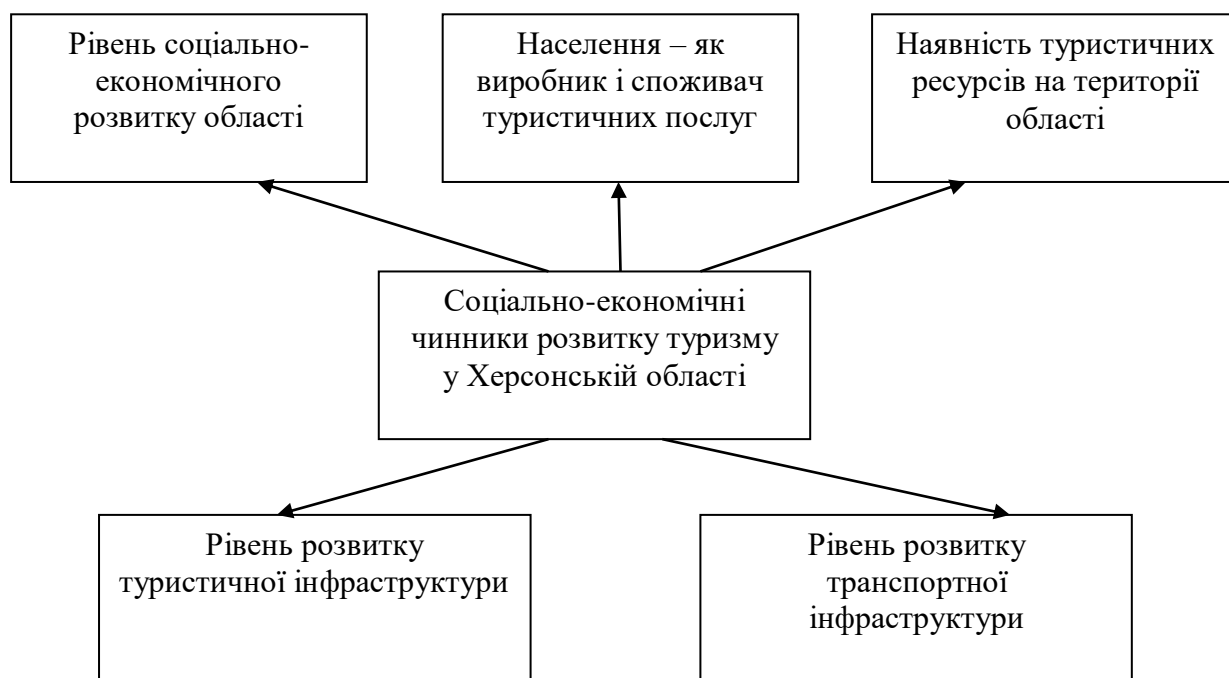 Рівень соціально-
економічного
розвитку області
Населення – як
виробник і споживач
туристичних послуг
Наявність туристичних
ресурсів на території
області
Соціально-економічні
чинники розвитку туризму
у Херсонській області
Рівень розвитку
туристичної інфраструктури
Рівень розвитку
транспортної
інфраструктури